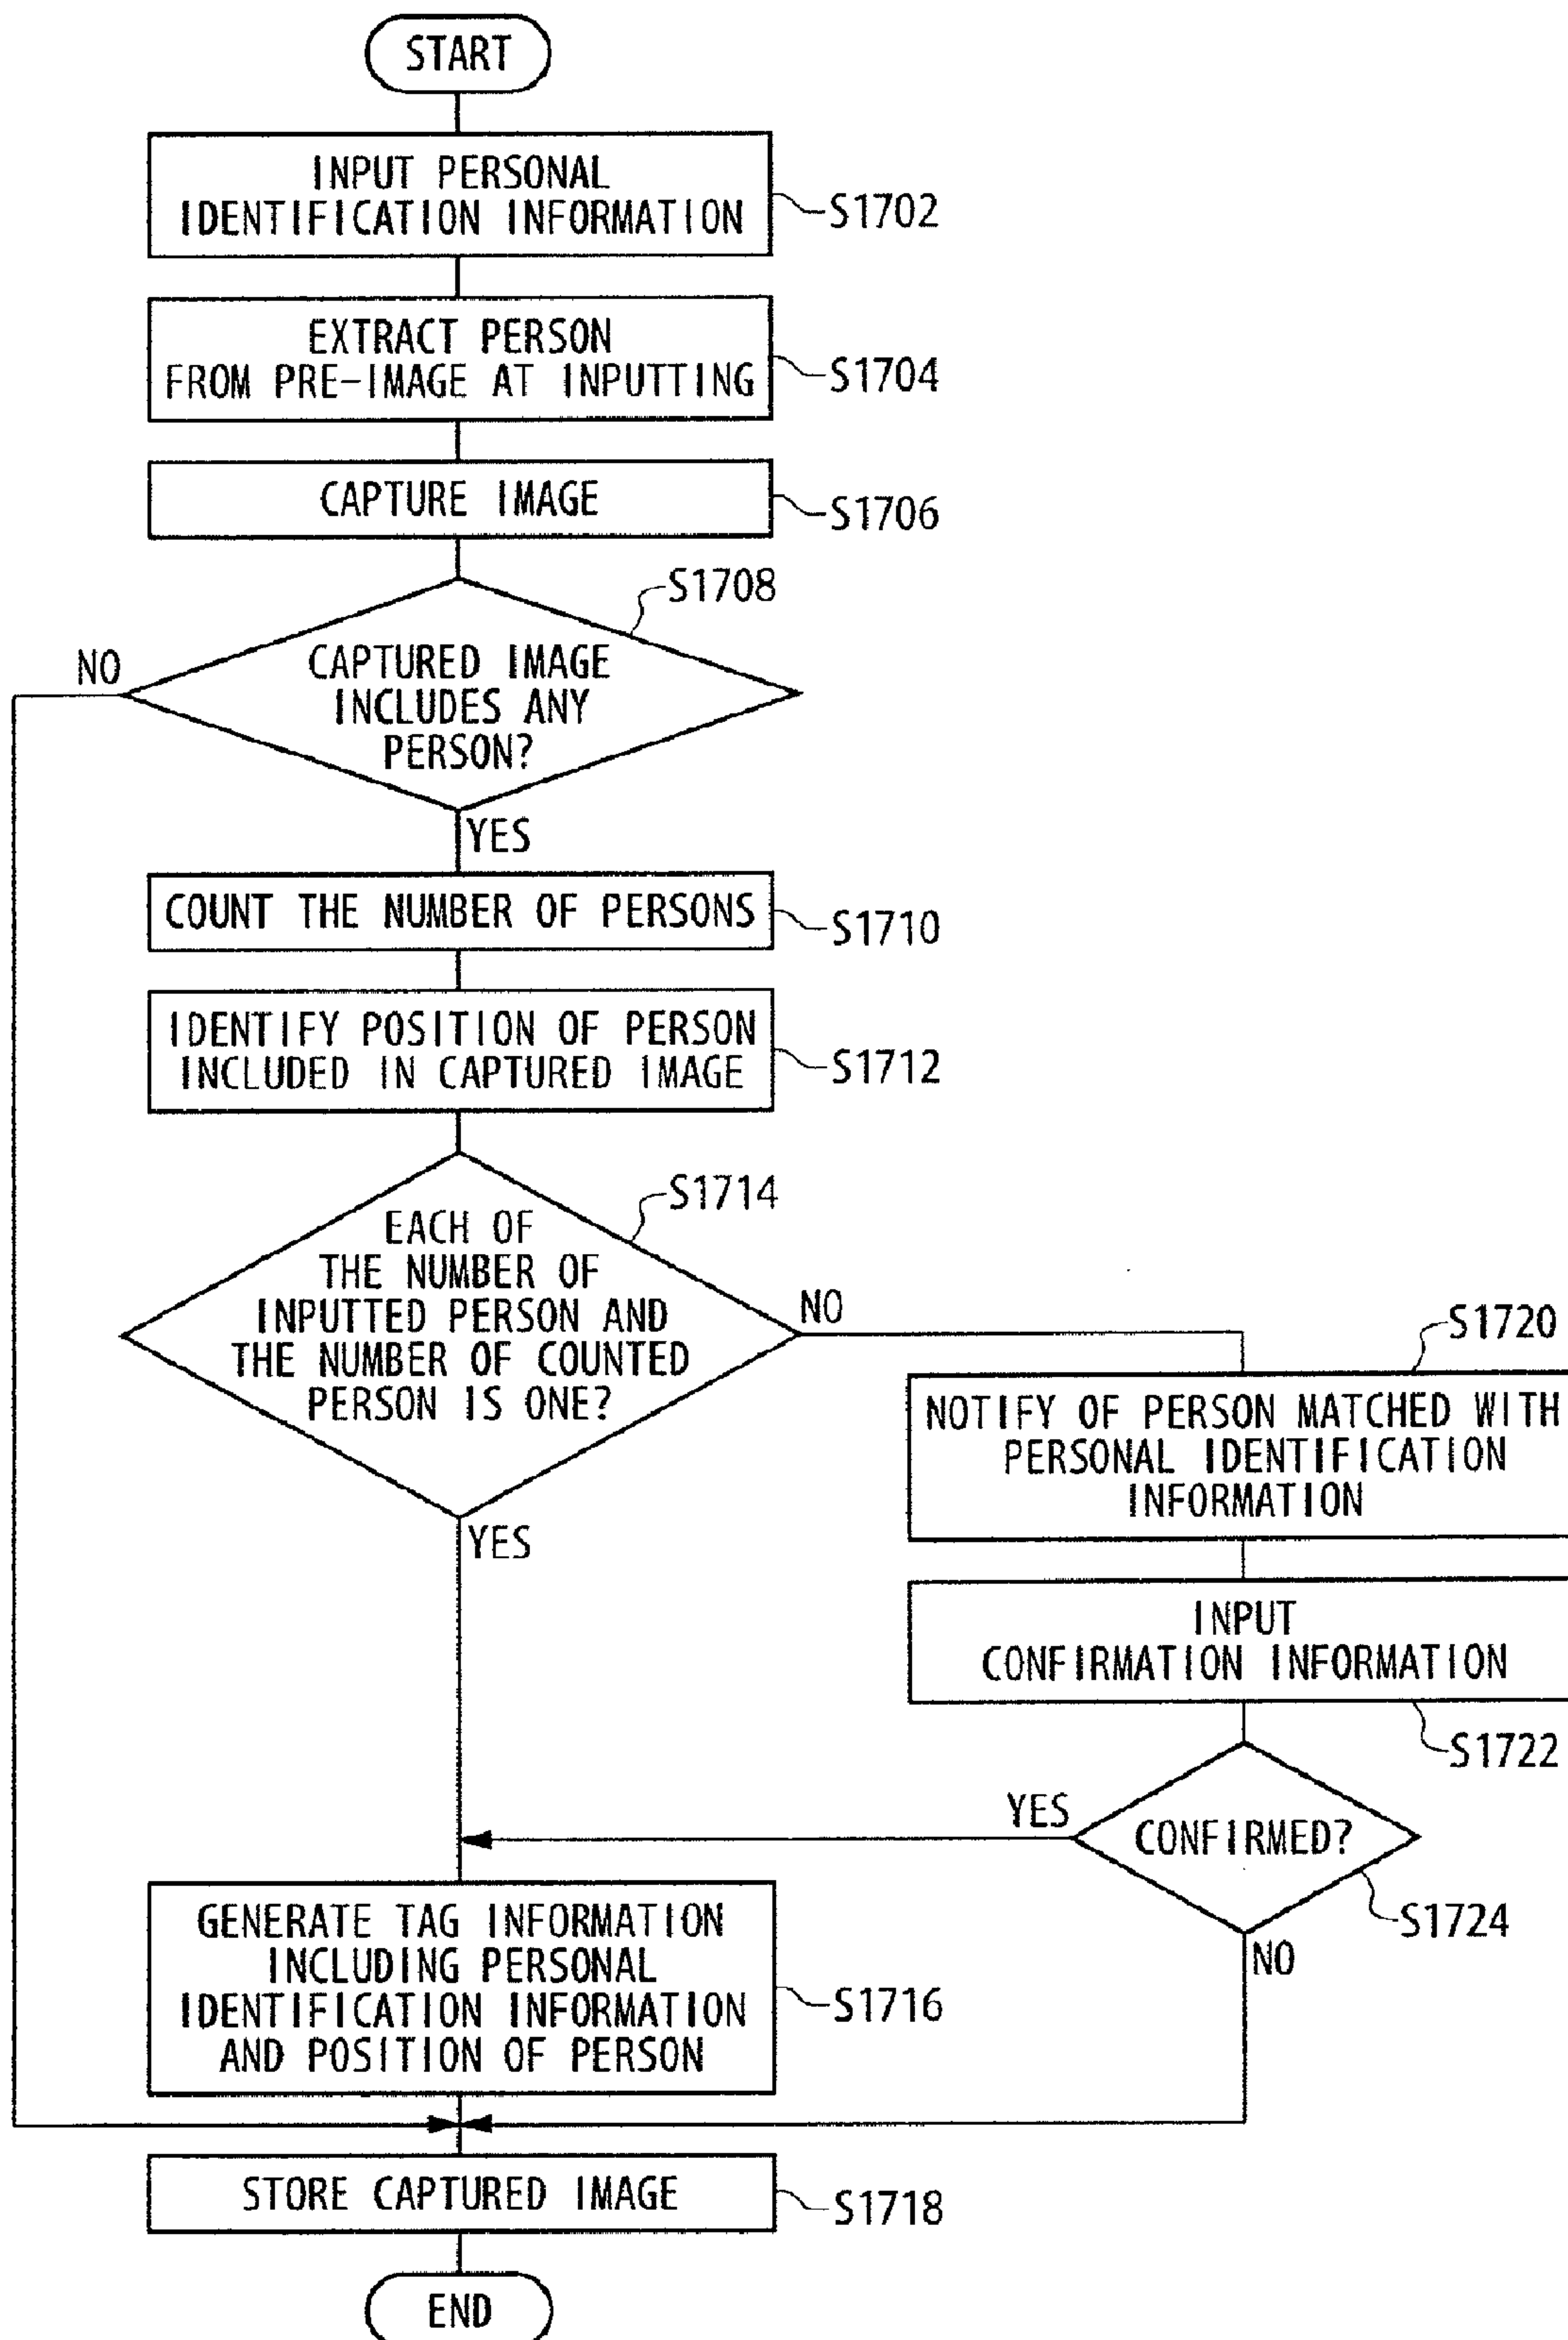 START
INPUT PERSONAL
IDENTIFICATION INFORMATION
S1702
EXTRACT PERSON
FROM PRE-IMAGE AT INPUTTING
S1704
CAPTURE IMAGE
S1706
S1708
NO
CAPTURED IMAGE
INCLUDES ANY
PERSON?
YES
COUNT THE NUMBER OF PERSONS
S1710
IDENTIFY POSITION OF PERSON
INCLUDED IN CAPTURED IMAGE
S1712
S1714
EACH OF
THE NUMBER OF
INPUTTED PERSON AND
THE NUMBER OF COUNTED
PERSON IS ONE?
NO
YES
S1720
NOTIFY OF PERSON MATCHED WITH
PERSONAL IDENTIFICATION
INFORMATION
INPUT
CONFIRMATION INFORMATION
S1722
YES
CONFIRMED?
S1724
NO
GENERATE TAG INFORMATION
INCLUDING PERSONAL
IDENTIFICATION INFORMATION
AND POSITION OF PERSON
S1716
STORE CAPTURED IMAGE
S1718
END